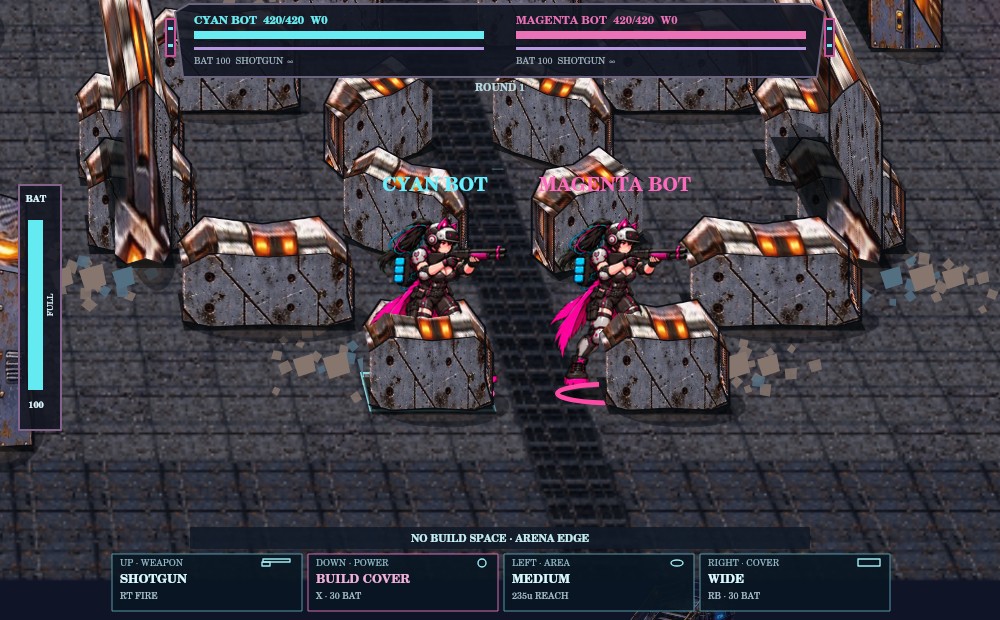 CYAN BOT 420/420 W0
MAGENTA BOT 420/420 W0
BAT 100 SHOTGUN ∞
BAT 100 SHOTGUN ∞
ROUND 1
CYAN BOT
MAGENTA BOT
BAT
FULL
100
NO BUILD SPACE · ARENA EDGE
UP · WEAPON
SHOTGUN
RT FIRE
DOWN · POWER
BUILD COVER
X · 30 BAT
LEFT · AREA
MEDIUM
235u REACH
RIGHT · COVER
WIDE
RB · 30 BAT